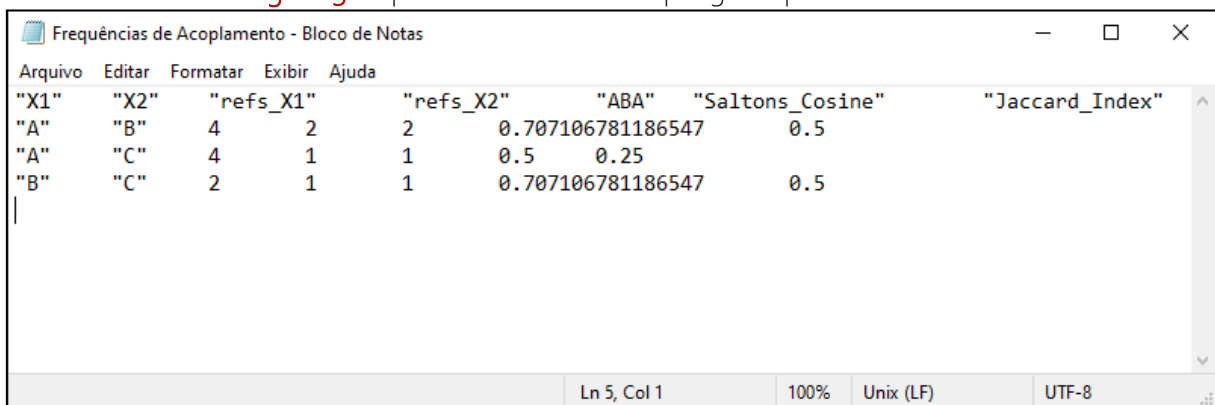 Frequências de Acoplamento - Bloco de Notas
Arquivo Editar Formatar Exibir Ajuda
"X1" "X2" "refs_X1" "refs_X2" "ABA" "Saltons_Cosine" "Jaccard_Index"
"A" "B" 4 2 2 0.707106781186547 0.5
"A" "C" 4 1 1 0.5 0.25
"B" "C" 2 1 1 0.707106781186547 0.5
Ln 5, Col 1 100% Unix (LF) UTF-8